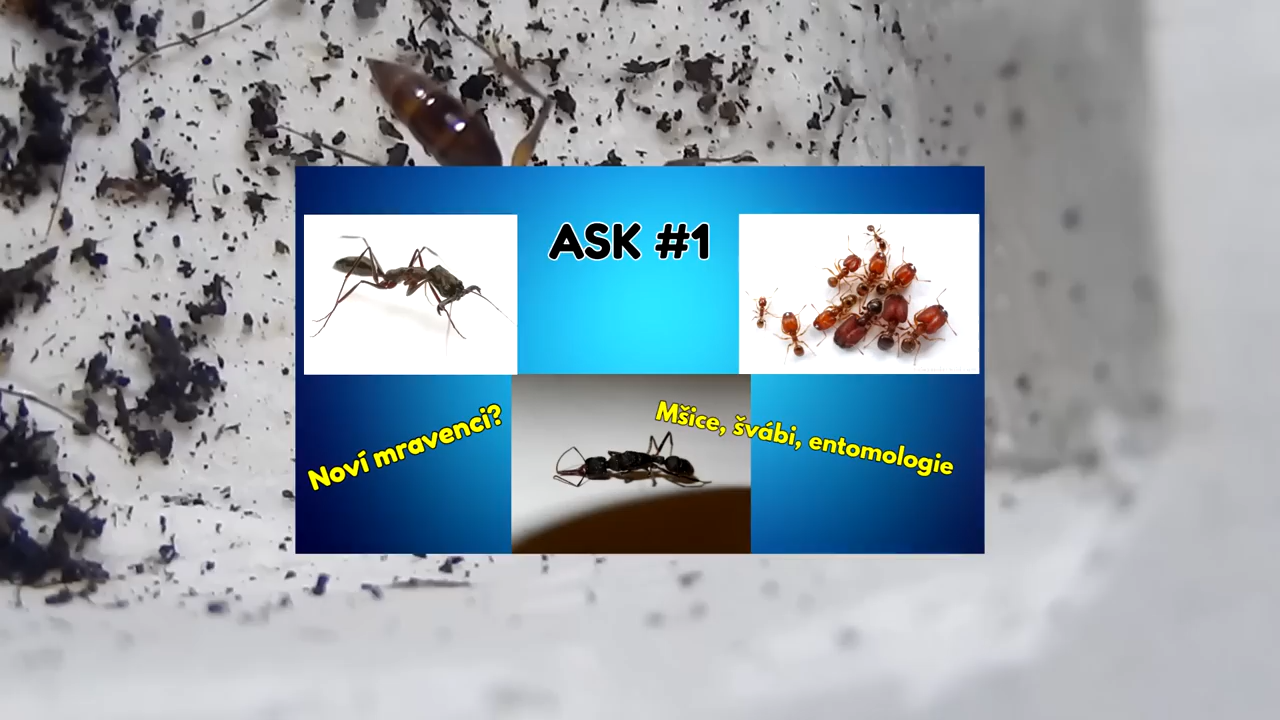 ASK #1
Noví mravenci?
Mšice, švábi, entomologie